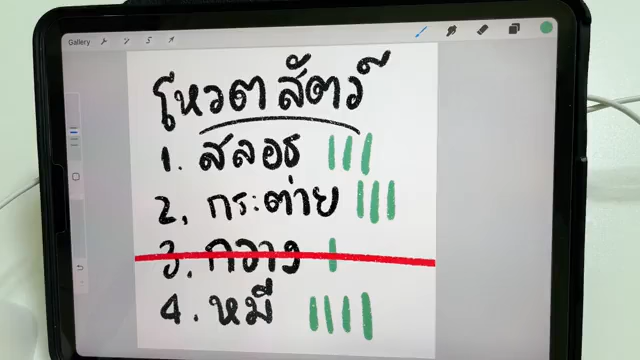 Gallery
โหวตสัตว์
1. สลอธ
2. กระต่าย
3. กวาง
4. หมี